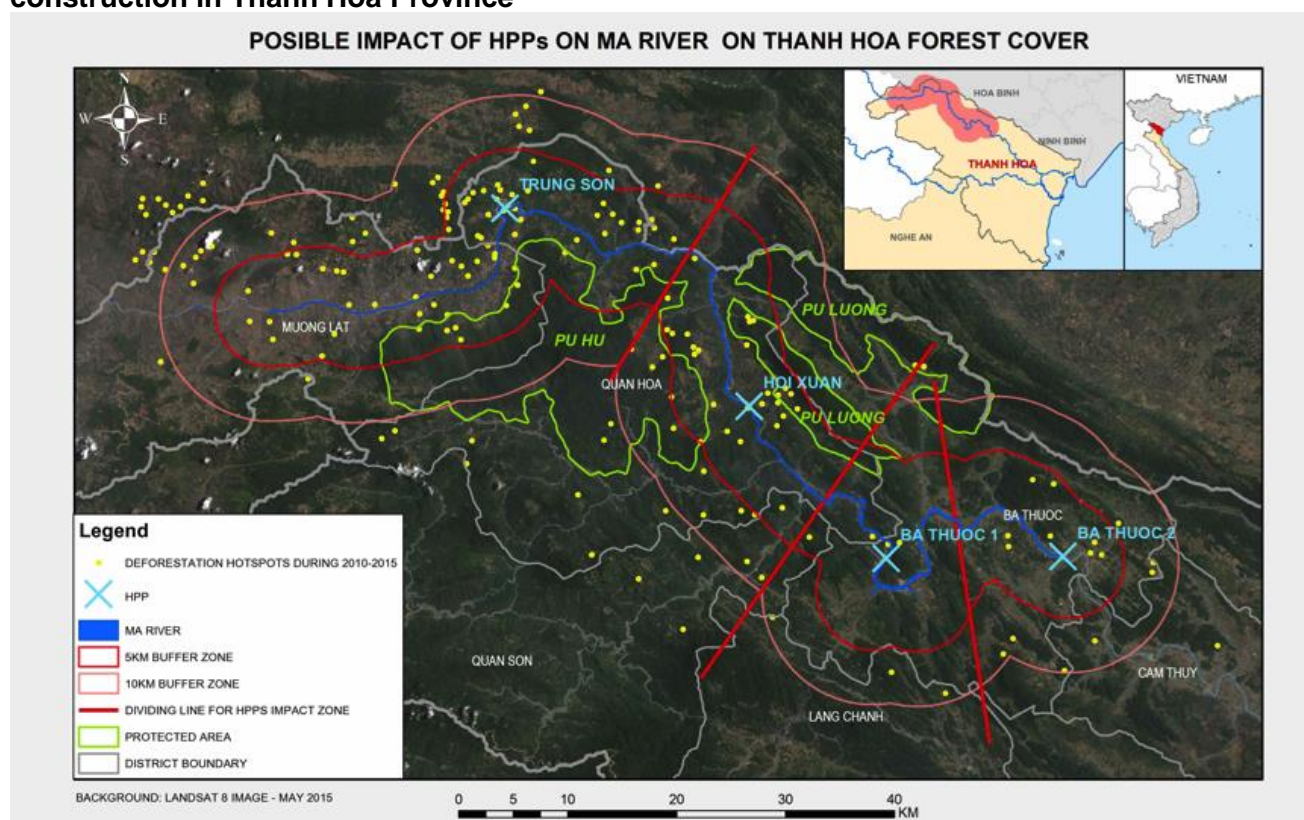 construction in Thanh Hoa Province
POSIBLE IMPACT OF HPPs ON MA RIVER ON THANH HOA FOREST COVER
N
W E
S
HOA BINH
NINH BINH
THANH HOA
NGHE AN
VIETNAM
TRUNG SON
MUONG LAT
PU HU
PU LUONG
QUAN HOA
HOI XUAN
PU LUONG
BA THUOC
BA THUOC 1
BA THUOC 2
QUAN SON
CAM THUY
LANG CHANH
Legend
DEFORESTATION HOTSPOTS DURING 2010-2015
HPP
MA RIVER
5KM BUFFER ZONE
10KM BUFFER ZONE
DIVIDING LINE FOR HPPS IMPACT ZONE
PROTECTED AREA
DISTRICT BOUNDARY
BACKGROUND: LANDSAT 8 IMAGE - MAY 2015
0 5 10 20 30 40
KM